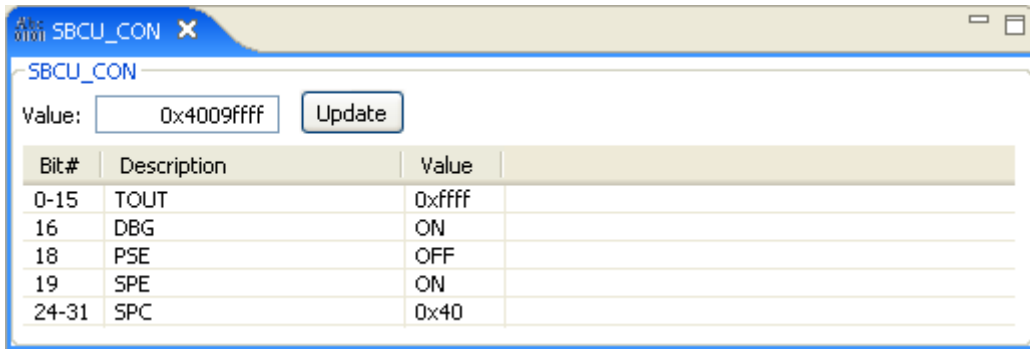 SBCU_CON
SBCU_CON
Value: 0x4009ffff Update
Bit# Description Value
0-15 TOUT 0xffff
16 DBG ON
18 PSE OFF
19 SPE ON
24-31 SPC 0x40